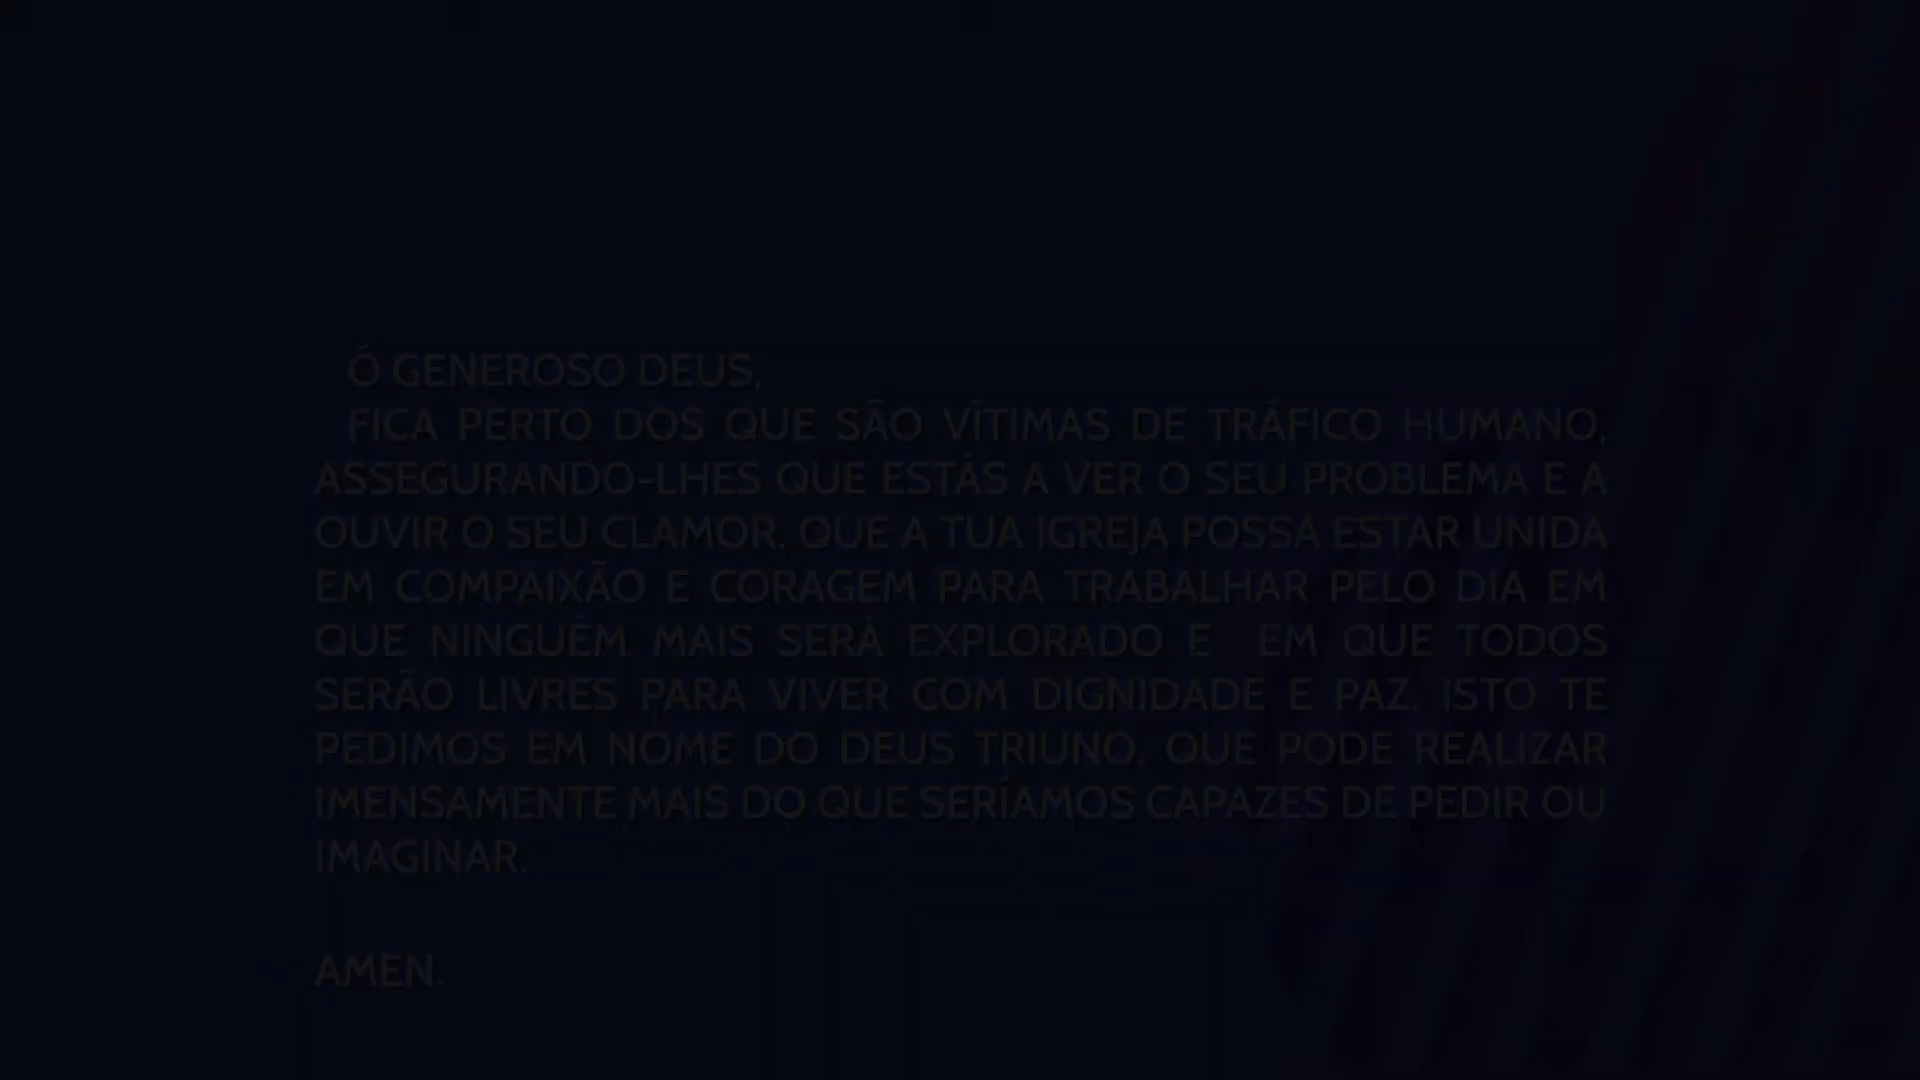 Ó GENEROSO DEUS,
FICA PERTO DOS QUE SÃO VÍTIMAS DE TRÁFICO HUMANO,
ASSEGURANDO-LHES QUE ESTÁS A VER O SEU PROBLEMA E A
OUVIR O SEU CLAMOR. QUE A TUA IGREJA POSSA ESTAR UNIDA
EM COMPAIXÃO E CORAGEM PARA TRABALHAR PELO DIA EM
QUE NINGUÉM MAIS SERÁ EXPLORADO E EM QUE TODOS
SERÃO LIVRES PARA VIVER COM DIGNIDADE E PAZ. ISTO TE
PEDIMOS EM NOME DO DEUS TRIUNO, QUE PODE REALIZAR
IMENSAMENTE MAIS DO QUE SERÍAMOS CAPAZES DE PEDIR OU
IMAGINAR.
AMEN.